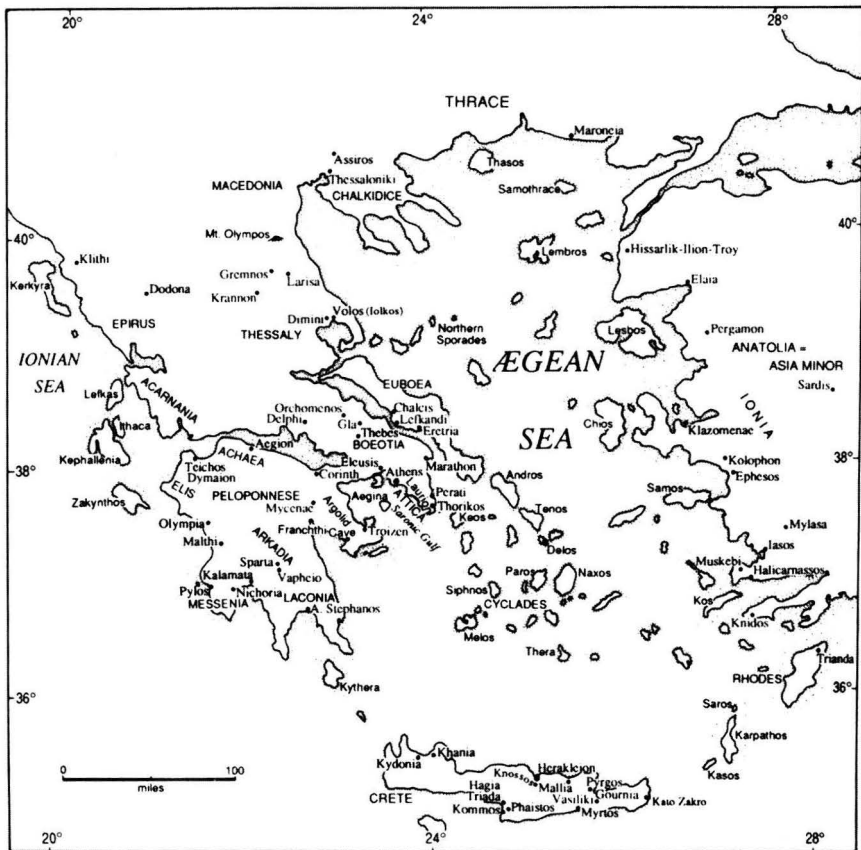 20°
24°
28°
THRACE
Maroneia
Assiros
Thessaloniki
Thasos
MACEDONIA
CHALKIDICE
Samothrace
40°
40°
Mt. Olympos
Klithi
Lembros
Hissarlik-Ilion-Troy
Kerkyra
Gremnos
Larisa
Elaia
Dodona
Krannon
Volos (Iolkos)
Dimini
EPIRUS
THESSALY
Northern
Sporades
Lesbos
Pergamon
IONIAN
SEA
ÆGEAN
SEA
ANATOLIA =
ASIA MINOR
Sardis
EUBOEA
Lefkas
ACARNANIA
Orchomenos
Chalcis
IONIA
Delphi
Gla
Lefkandi
Ithaca
Thebes
Eretria
Chios
Klazomenae
BOEOTIA
Aegion
Kephallenia
ACHAEA
38°
38°
Teichos
Dymaion
Eleusis
Athens
Marathon
Kolophon
Corinth
Andros
Ephesos
ELIS
Zakynthos
PELOPONNESE
Aegina
ATTICA
Perati
Samos
Mycenae
Argolid
Thorikos
Tenos
Saronic Gulf
Keos
Olympia
Franchthi
Cave
Troizen
Mylasa
ARKADIA
Malthi
Delos
Iasos
Sparta
Paros
Naxos
Muskebi
Kalamata
Vapheio
Siphnos
Halicarnassos
Pylos
Nichoria
LACONIA
CYCLADES
Kos
MESSENIA
A. Stephanos
Melos
Knidos
Thera
Trianda
Kythera
RHODES
36°
36°
Saros
Karpathos
Khania
Kydonia
Herakleion
Kasos
0
100
miles
Knossos
Mallia
Pyrgos
Hagia
Triada
Vasiliki
Gournia
CRETE
Kato Zakro
Kommos
Phaistos
Myrtos
20°
24°
28°